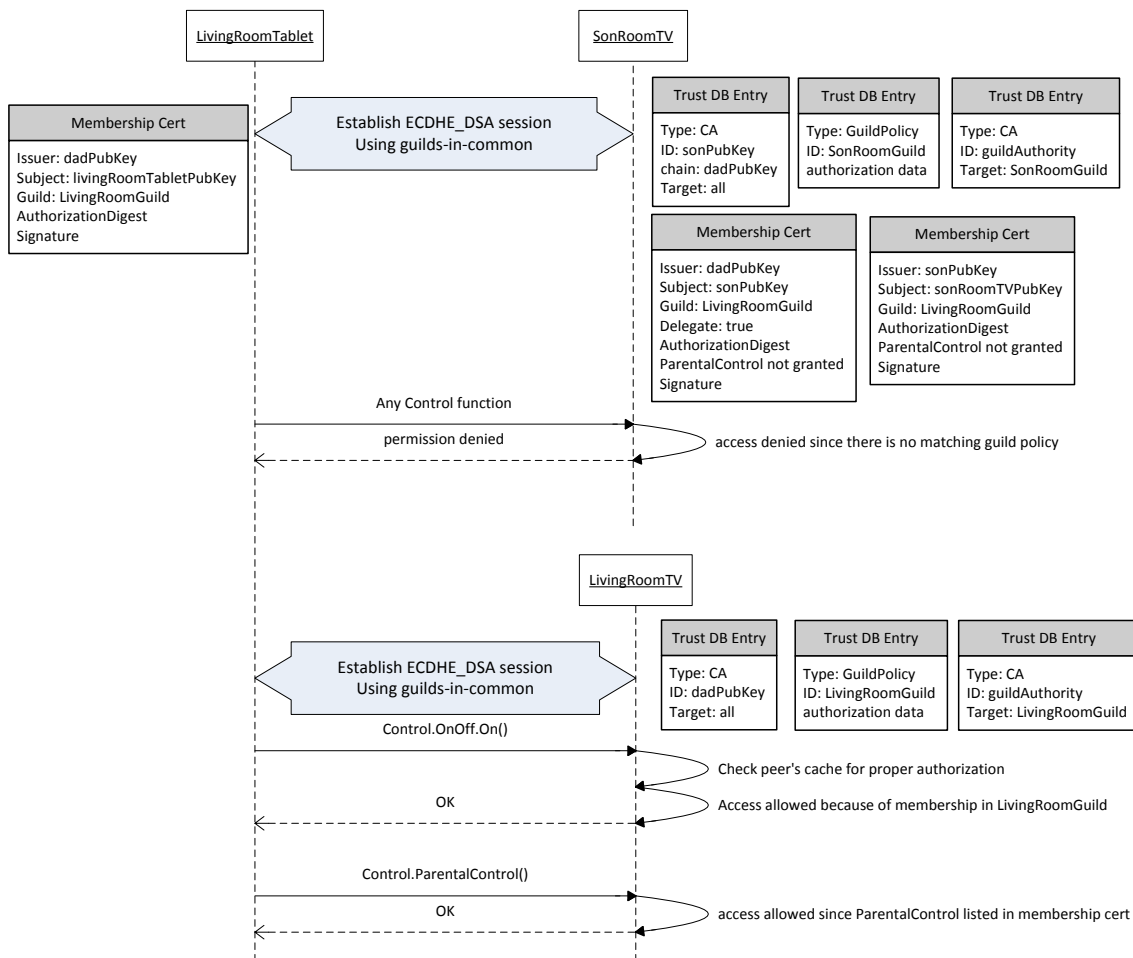 LivingRoomTablet
SonRoomTV
Membership Cert
Issuer: dadPubKey
Subject: livingRoomTabletPubKey
Guild: LivingRoomGuild
AuthorizationDigest
Signature
Establish ECDHE_DSA session
Using guilds-in-common
Trust DB Entry
Type: CA
ID: sonPubKey
chain: dadPubKey
Target: all
Trust DB Entry
Type: GuildPolicy
ID: SonRoomGuild
authorization data
Trust DB Entry
Type: CA
ID: guildAuthority
Target: SonRoomGuild
Membership Cert
Issuer: dadPubKey
Subject: sonPubKey
Guild: LivingRoomGuild
Delegate: true
AuthorizationDigest
ParentalControl not granted
Signature
Membership Cert
Issuer: sonPubKey
Subject: sonRoomTVPubKey
Guild: LivingRoomGuild
AuthorizationDigest
ParentalControl not granted
Signature
Any Control function
permission denied
access denied since there is no matching guild policy
LivingRoomTV
Establish ECDHE_DSA session
Using guilds-in-common
Trust DB Entry
Type: CA
ID: dadPubKey
Target: all
Trust DB Entry
Type: GuildPolicy
ID: LivingRoomGuild
authorization data
Trust DB Entry
Type: CA
ID: guildAuthority
Target: LivingRoomGuild
Control.OnOff.On()
Check peer's cache for proper authorization
OK
Access allowed because of membership in LivingRoomGuild
Control.ParentalControl()
OK
access allowed since ParentalControl listed in membership cert